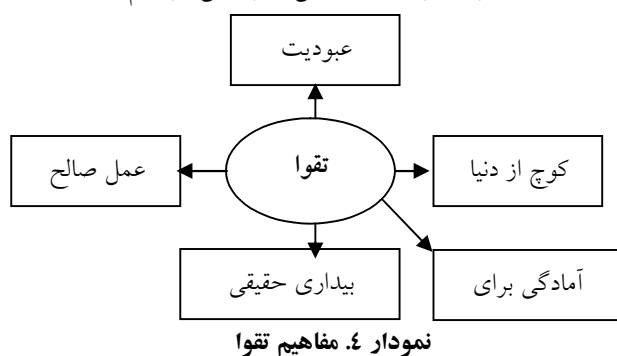 عبودیت
تقوا
کوچ از دنیا
عمل صالح
آمادگی برای
بیداری حقیقی
نمودار ٤. مفاهیم تقوا